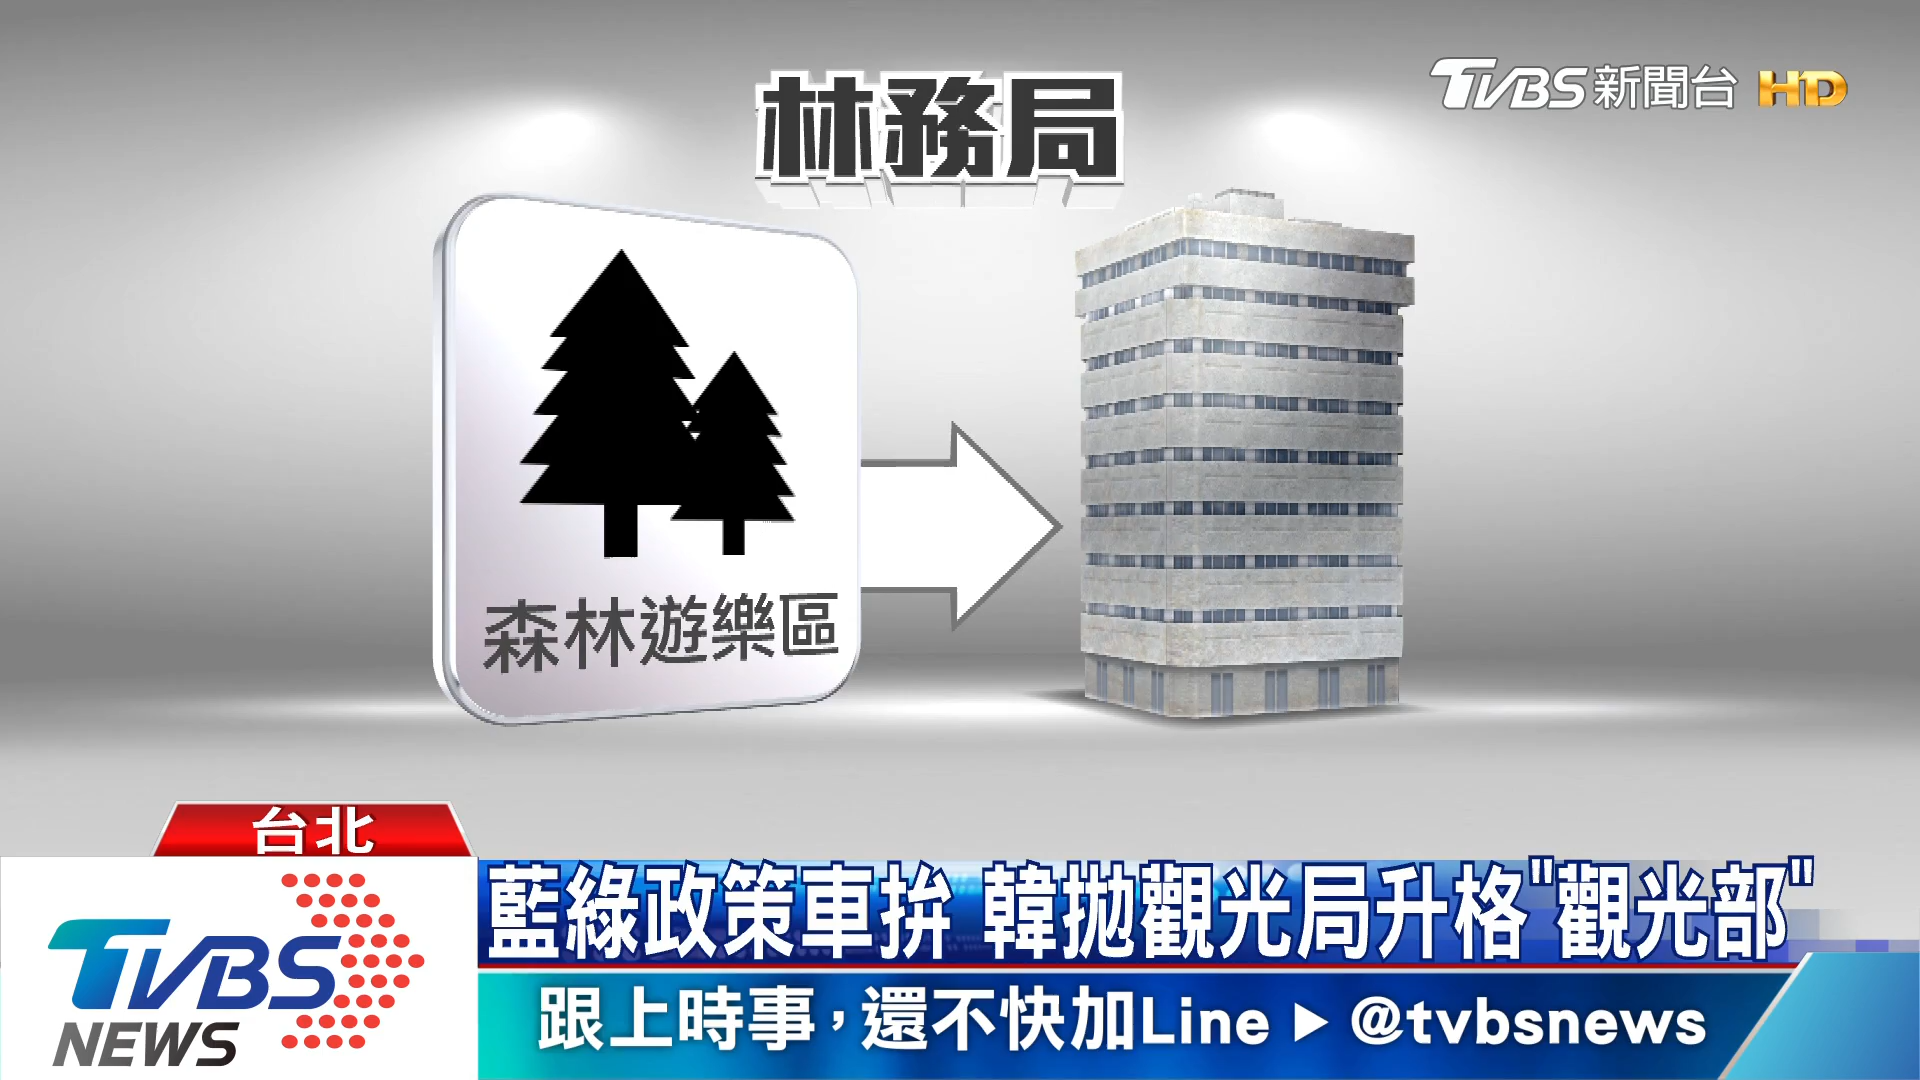 TVBS新聞台 HD
林務局
森林遊樂區
台北
藍綠政策車拚 韓拋觀光局升格"觀光部"
TVBS
NEWS
跟上時事，還不快加Line ▶ @tvbsnews